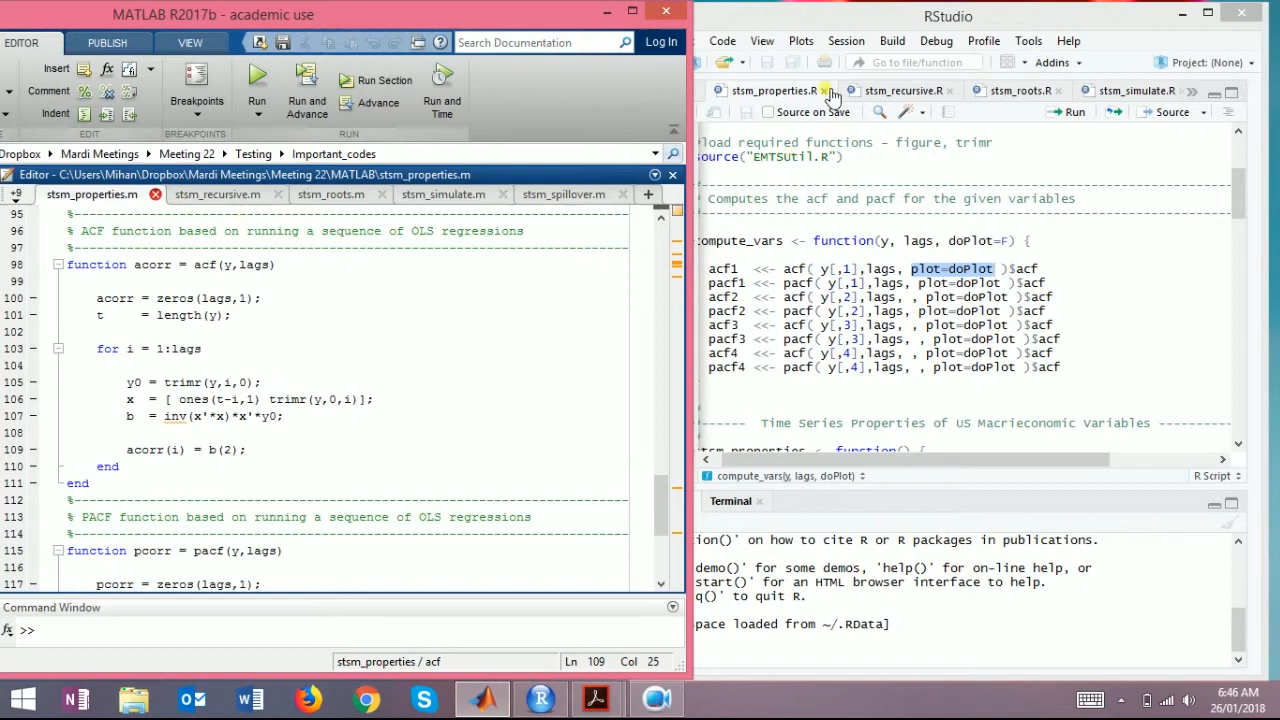 MATLAB R2017b - academic use
EDITOR
PUBLISH
VIEW
Search Documentation
Log In
Insert
fx
Comment
Indent
EDIT
Breakpoints
BREAKPOINTS
Run
Run and
Advance
Run Section
Advance
Run and
Time
RUN
Dropbox
Mardi Meetings
Meeting 22
Testing
Important_codes
Editor - C:\Users\Mihan\Dropbox\Mardi Meetings\Meeting 22\MATLAB\stsm_properties.m
+9
stsm_properties.m
stsm_recursive.m
stsm_roots.m
stsm_simulate.m
stsm_spillover.m
95 %--------------------------------------------------------------------
96 % ACF function based on running a sequence of OLS regressions
97 %--------------------------------------------------------------------
98 function acorr = acf(y,lags)
99
100 acorr = zeros(lags,1);
101 t     = length(y);
102
103 for i = 1:lags
104
105 y0 = trimr(y,i,0);
106 x  = [ ones(t-i,1) trimr(y,0,i)];
107 b  = inv(x'*x)*x'*y0;
108
109 acorr(i) = b(2);
110 end
111 end
112 %--------------------------------------------------------------------
113 % PACF function based on running a sequence of OLS regressions
114 %--------------------------------------------------------------------
115 function pcorr = pacf(y,lags)
116
117 pcorr = zeros(lags,1);
Command Window
fx >>
stsm_properties / acf
Ln 109 Col 25
RStudio
Code View Plots Session Build Debug Profile Tools Help
Go to file/function
Addins
Project: (None)
stsm_properties.R
stsm_recursive.R
stsm_roots.R
stsm_simulate.R
Source on Save
Run
Source
#load required functions - figure, trimr
source("EMTSUtil.R")
Computes the acf and pacf for the given variables
compute_vars <- function(y, lags, doPlot=F) {
acf1 <<- acf( y[,1],lags, plot=doPlot )$acf
pacf1 <<- pacf( y[,1],lags, plot=doPlot )$acf
acf2 <<- acf( y[,2],lags, , plot=doPlot )$acf
pacf2 <<- pacf( y[,2],lags, , plot=doPlot )$acf
acf3 <<- acf( y[,3],lags, , plot=doPlot )$acf
pacf3 <<- pacf( y[,3],lags, , plot=doPlot )$acf
acf4 <<- acf( y[,4],lags, , plot=doPlot )$acf
pacf4 <<- pacf( y[,4],lags, , plot=doPlot )$acf
------ Time Series Properties of US Macrieconomic Variables -------
stsm_properties <- function() {
compute_vars(y, lags, doPlot)
R Script
Terminal
tion()' on how to cite R or R packages in publications.
demo()' for some demos, 'help()' for on-line help, or
start()' for an HTML browser interface to help.
q()' to quit R.
space loaded from ~/.RData]
6:46 AM
26/01/2018